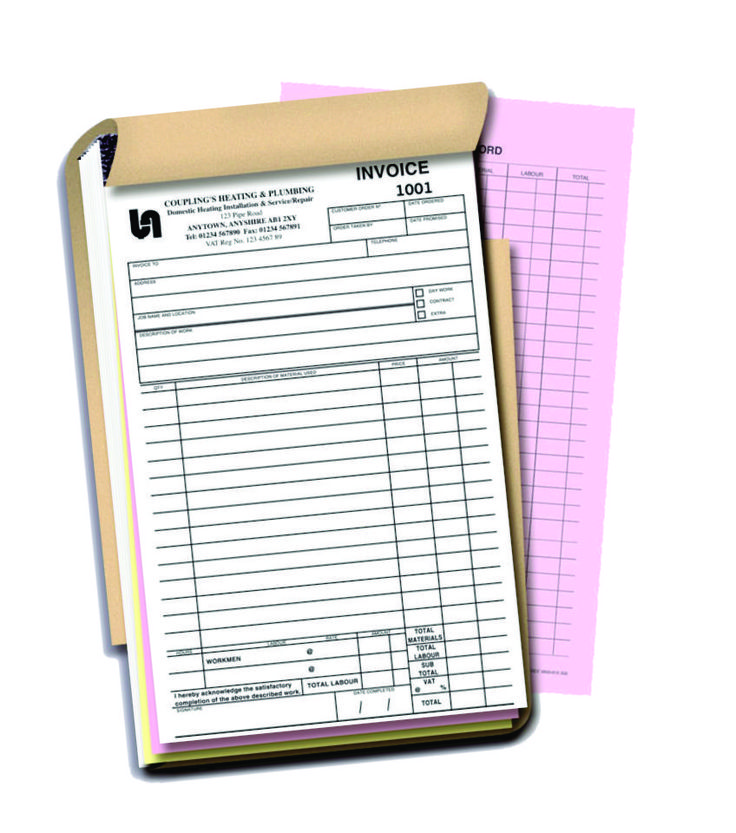 INVOICE
1001
COUPLING'S HEATING & PLUMBING
Domestic Heating Installation & Service/Repair
123 Pipe Road
ANYTOWN, ANYSHIRE AB1 2XY
Tel: 01234 567890 Fax: 01234 567891
VAT Reg No. 123 4567 89
CUSTOMER ORDER Nº
DATE ORDERED
ORDER TAKEN BY
DATE PROMISED
INVOICE TO
TELEPHONE
ADDRESS
DAY WORK
CONTRACT
EXTRA
JOB NAME AND LOCATION
DESCRIPTION OF WORK
QTY
DESCRIPTION OF MATERIAL USED
PRICE
AMOUNT
HOURS
LABOUR
RATE
AMOUNT
WORKMEN
@
@
TOTAL MATERIALS
TOTAL LABOUR
SUB TOTAL
VAT
@ %
TOTAL
I hereby acknowledge the satisfactory
completion of the above described work.
TOTAL LABOUR
SIGNATURE
DATE COMPLETED
/ /
ORD
LABOUR
TOTAL